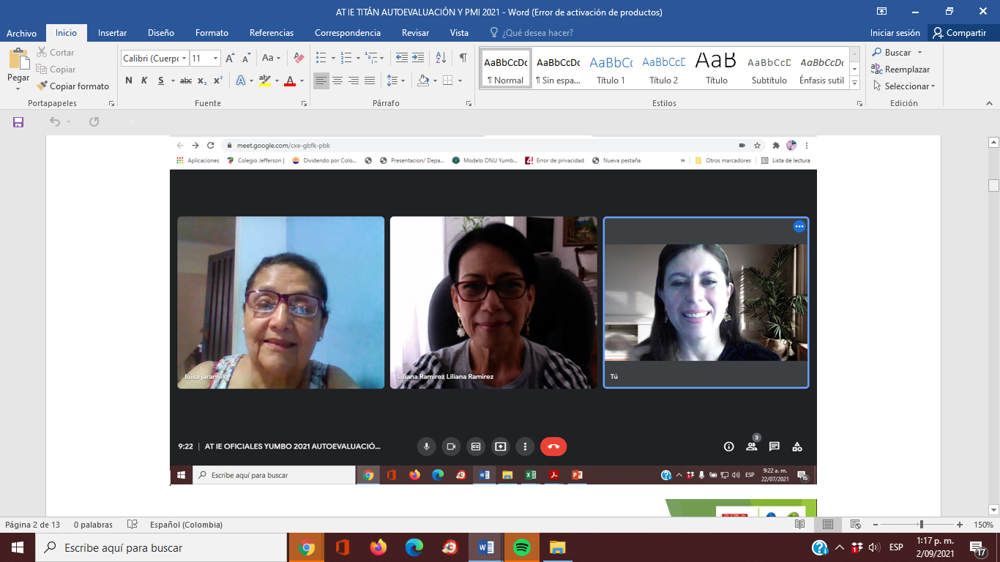 AT IE TITÁN AUTOEVALUACIÓN Y PMI 2021 - Word (Error de activación de productos)
Archivo Inicio Insertar Diseño Formato Referencias Correspondencia Revisar Vista ¿Qué desea hacer? Iniciar sesión Compartir
Pegar
Cortar
Copiar
Copiar formato
Portapapeles
Calibri (Cuerpo 11
N K S abc x₂ x²
Fuente
Párrafo
AaBbCcDc AaBbCcDc AaBbCc AaBbCcD AaB AaBbCcD AaBbCcDc
¶ Normal ¶ Sin espa... Título 1 Título 2 Título Subtítulo Énfasis sutil
Estilos
Buscar
Reemplazar
Seleccionar
Edición
meet.google.com/cxe-gbfk-pbk
Aplicaciones Colegio Jefferson | Dividendo por Colo... Presentacion/ Depa... Modelo ONU Yumb... Error de privacidad Nueva pestaña » Otros marcadores Lista de lectura
luisa jaramillo
Liliana Ramirez Liliana Ramirez
Tú
9:22 | AT IE OFICIALES YUMBO 2021 AUTOEVALUACIÓ...
3
Escribe aquí para buscar
ESP
9:22 a. m.
22/07/2021
16
Página 2 de 13 0 palabras Español (Colombia) 150%
Escribe aquí para buscar
ESP
1:17 p. m.
2/09/2021
17